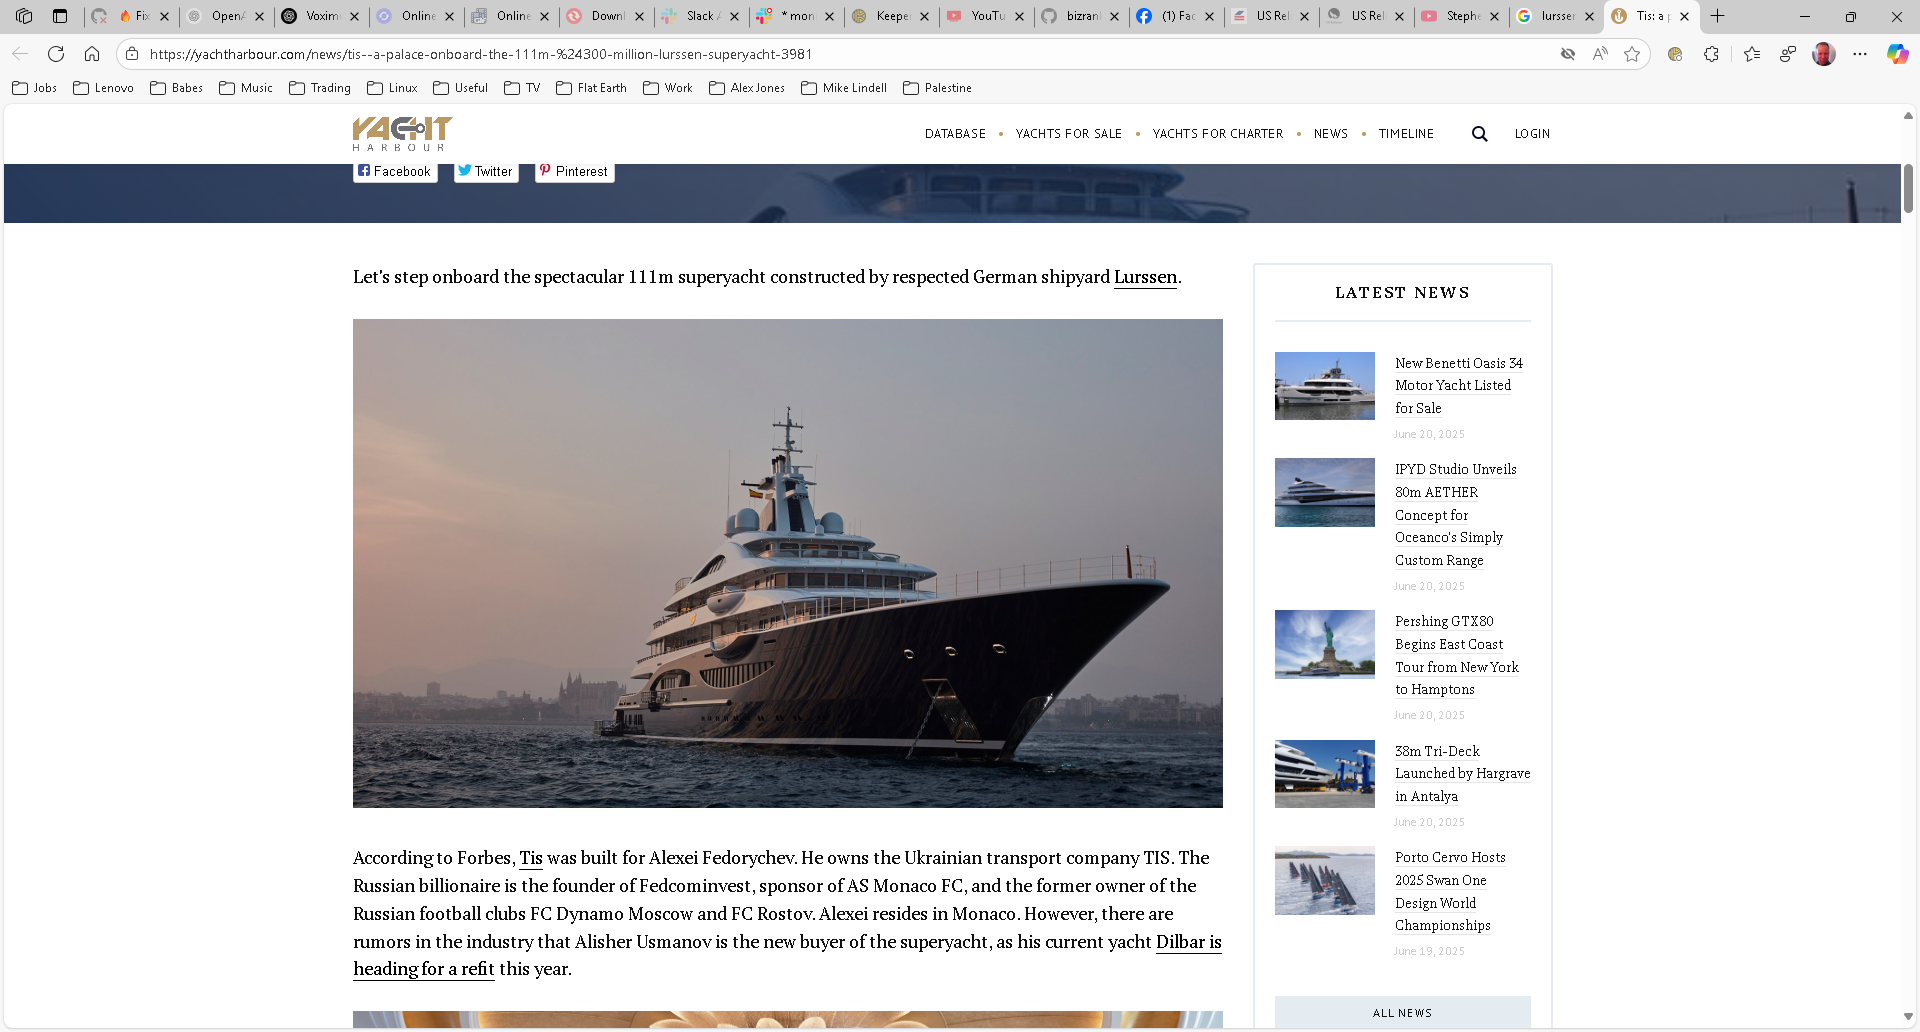 Fix
OpenA
Voxim
Online
Online
Downl
Slack A
* mon
Keeper
YouTu
bizran
(1) Fac
US Rel
US Rel
Stephe
lurssen
Tis: a p
https://yachtharbour.com/news/tis--a-palace-onboard-the-111m-%24300-million-lurssen-superyacht-3981
Jobs
Lenovo
Babes
Music
Trading
Linux
Useful
TV
Flat Earth
Work
Alex Jones
Mike Lindell
Palestine
YACHT
HARBOUR
DATABASE • YACHTS FOR SALE • YACHTS FOR CHARTER • NEWS • TIMELINE
LOGIN
Facebook
Twitter
Pinterest
Let's step onboard the spectacular 111m superyacht constructed by respected German shipyard Lurssen.
According to Forbes, Tis was built for Alexei Fedorychev. He owns the Ukrainian transport company TIS. The
Russian billionaire is the founder of Fedcominvest, sponsor of AS Monaco FC, and the former owner of the
Russian football clubs FC Dynamo Moscow and FC Rostov. Alexei resides in Monaco. However, there are
rumors in the industry that Alisher Usmanov is the new buyer of the superyacht, as his current yacht Dilbar is
heading for a refit this year.
LATEST NEWS
New Benetti Oasis 34
Motor Yacht Listed
for Sale
June 20, 2025
IPYD Studio Unveils
80m AETHER
Concept for
Oceanco's Simply
Custom Range
June 20, 2025
Pershing GTX80
Begins East Coast
Tour from New York
to Hamptons
June 20, 2025
38m Tri-Deck
Launched by Hargrave
in Antalya
June 20, 2025
Porto Cervo Hosts
2025 Swan One
Design World
Championships
June 19, 2025
ALL NEWS